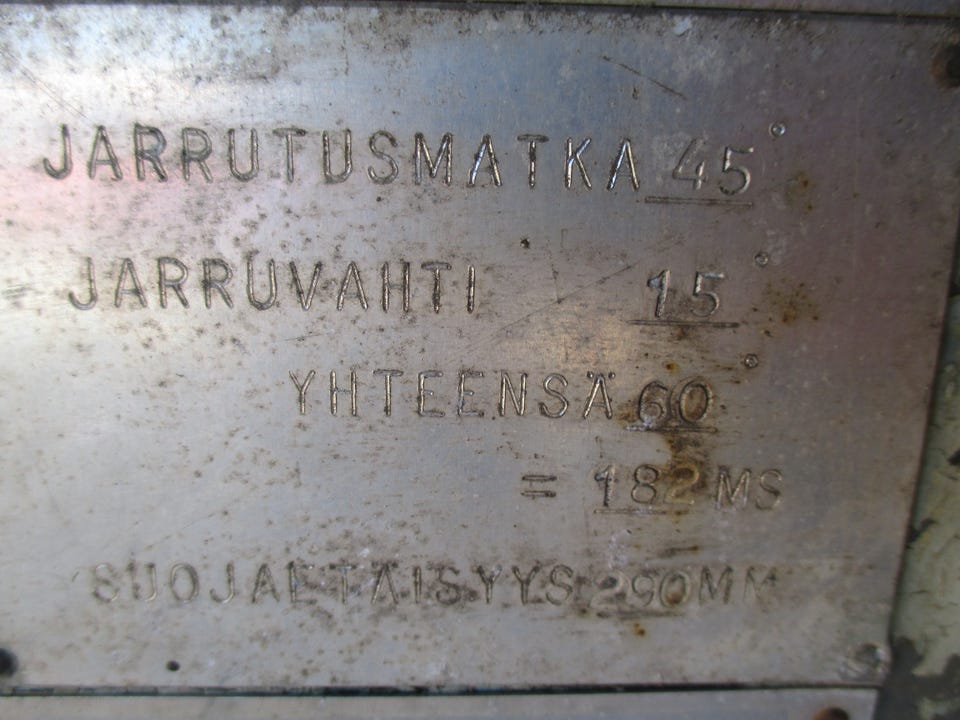 JARRUTUSMATKA 45°
JARRUVAHTI 15°
YHTEENSÄ 60°
= 182 MS
SUOJAETÄISYYS 290MM